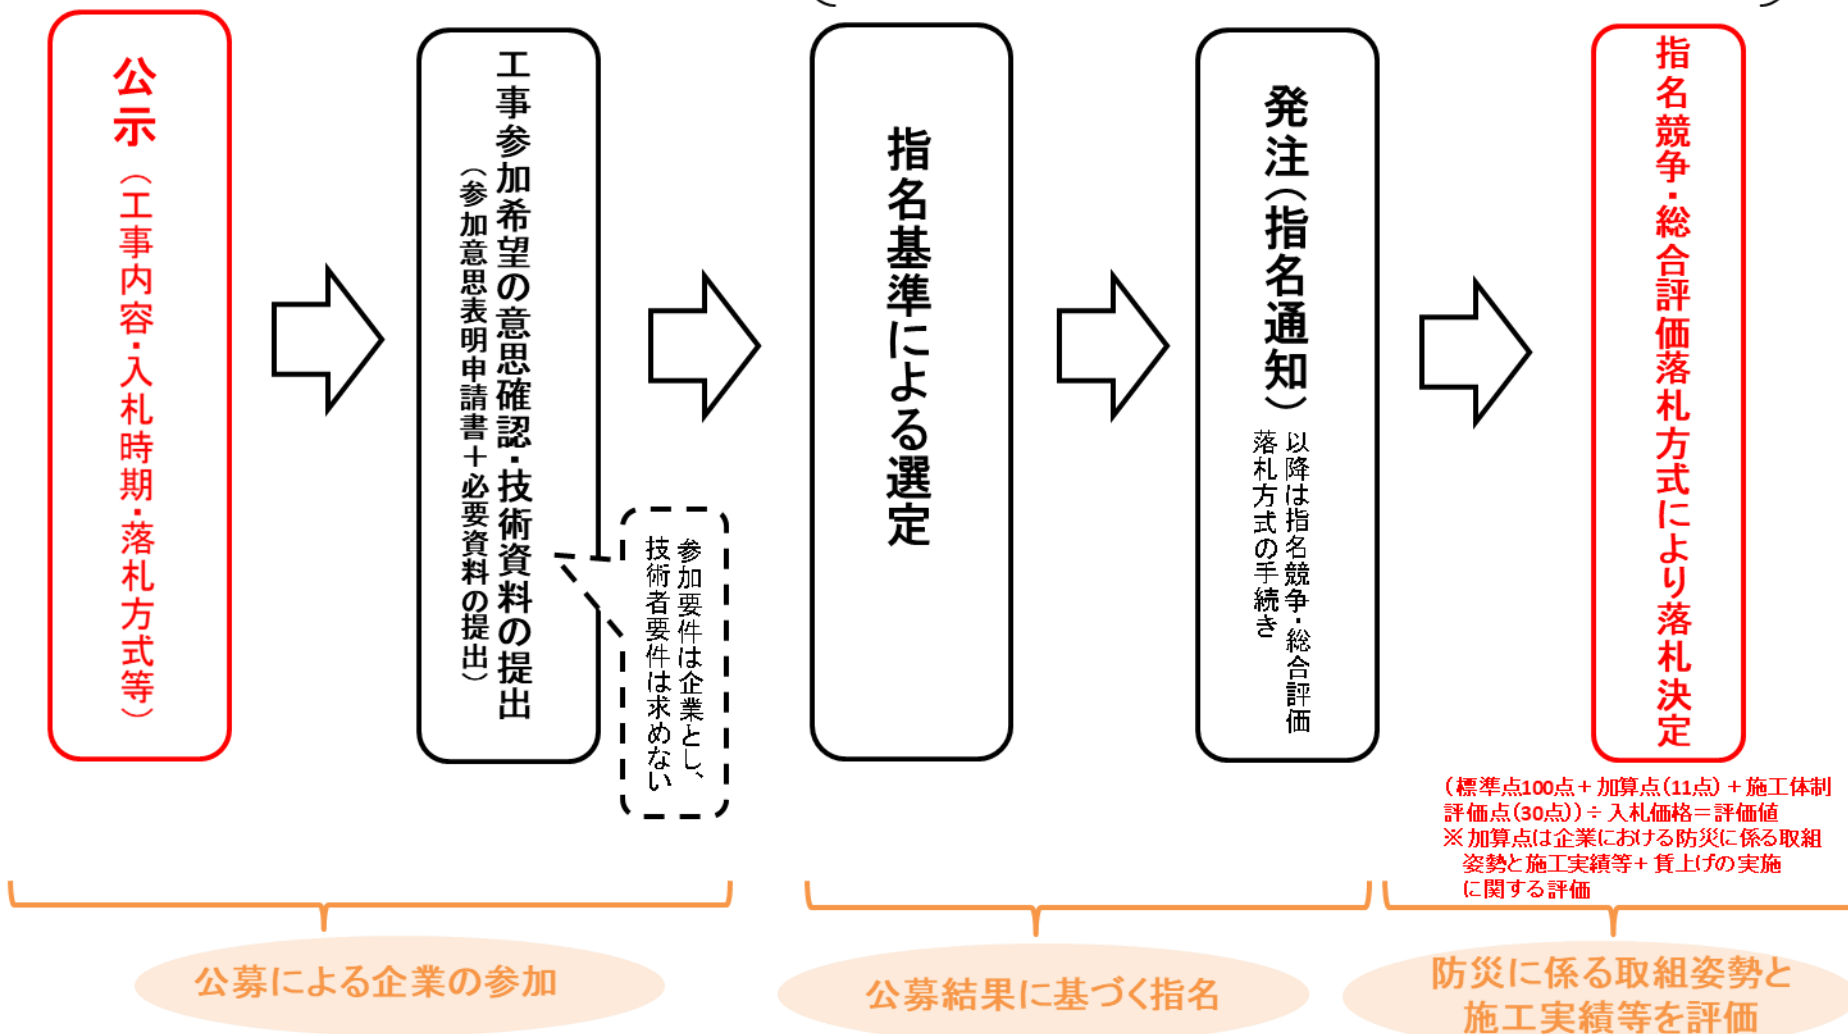 公示（工事内容・入札時期・落札方式等）
工事参加希望の意思確認・技術資料の提出
（参加意思表明申請書＋必要資料の提出）
参加要件は企業とし、
技術者要件は求めない
指名基準による選定
発注（指名通知）
以降は指名競争・総合評価
落札方式の手続き
指名競争・総合評価落札方式により落札決定
（標準点100点＋加算点（11点）＋施工体制
評価点（30点））÷入札価格＝評価値
※加算点は企業における防災に係る取組
姿勢と施工実績等＋賃上げの実施
に関する評価
公募による企業の参加
公募結果に基づく指名
防災に係る取組姿勢と
施工実績等を評価